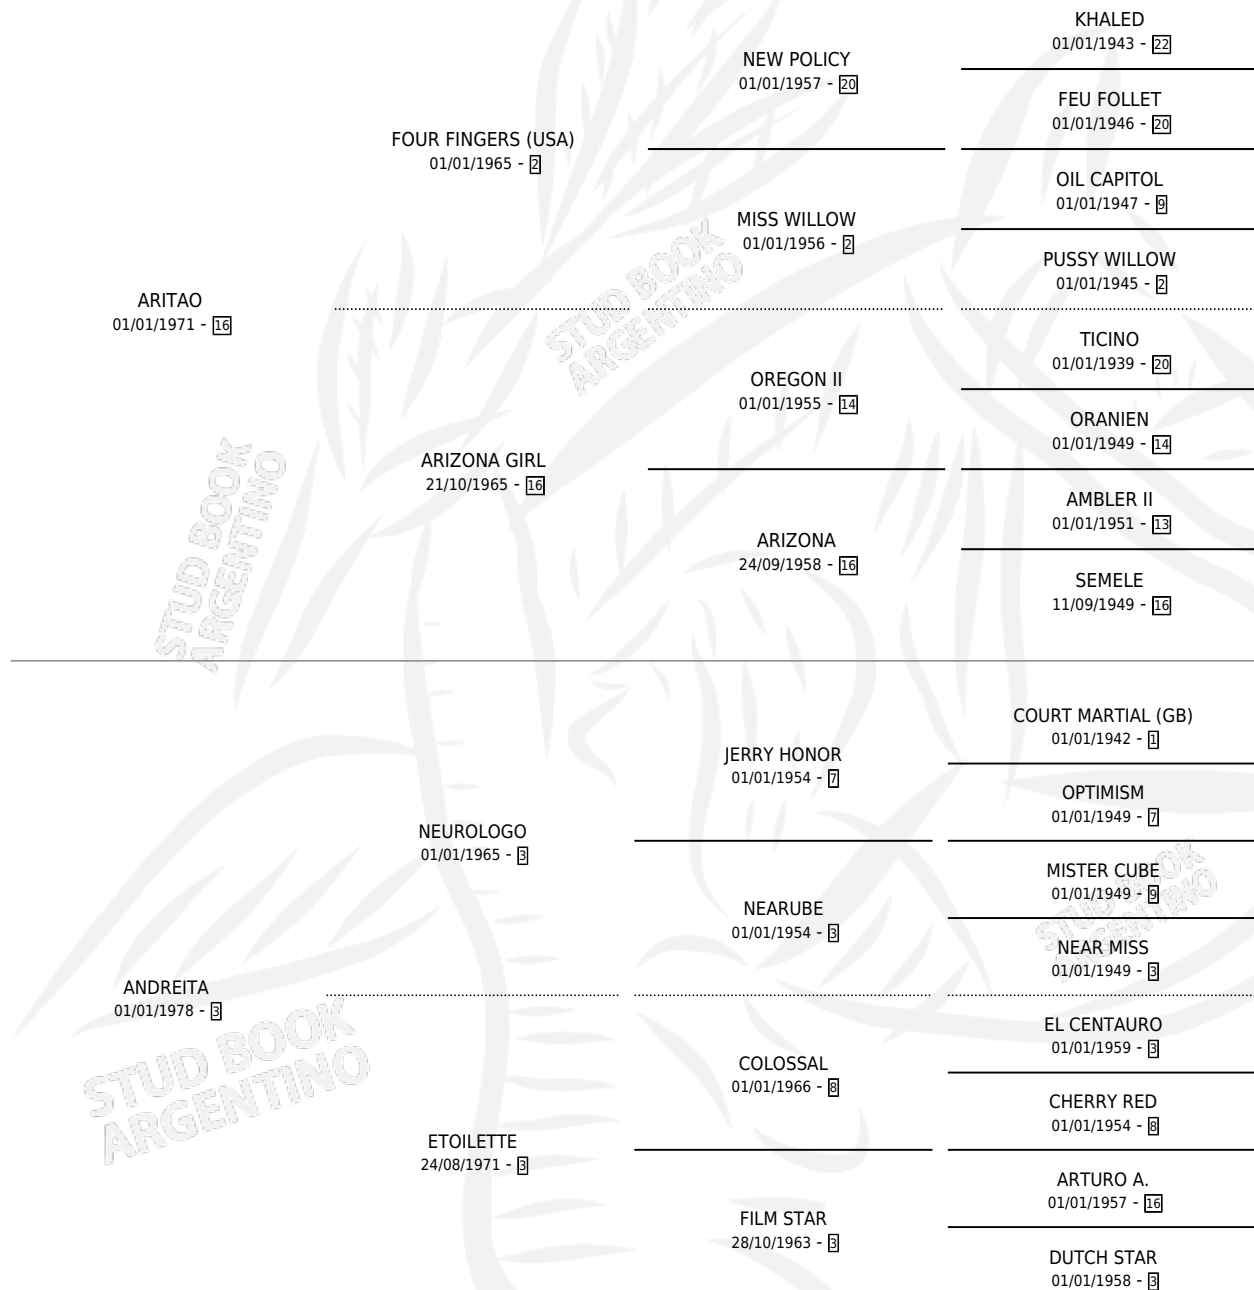 KHALED
01/01/1943 - 22
NEW POLICY
01/01/1957 - 20
FEU FOLLET
01/01/1946 - 20
FOUR FINGERS (USA)
01/01/1965 - 2
OIL CAPITOL
01/01/1947 - 9
MISS WILLOW
01/01/1956 - 2
PUSSY WILLOW
01/01/1945 - 2
STUD BOOK
ARGENTINO
ARITAO
01/01/1971 - 16
TICINO
01/01/1939 - 20
OREGON II
01/01/1955 - 14
ORANIEN
01/01/1949 - 14
ARIZONA GIRL
21/10/1965 - 16
AMBLER II
01/01/1951 - 13
ARIZONA
24/09/1958 - 16
SEMELE
11/09/1949 - 16
STUD BOOK
ARGENTINO
COURT MARTIAL (GB)
01/01/1942 - 1
JERRY HONOR
01/01/1954 - 7
OPTIMISM
01/01/1949 - 7
NEUROLOGO
01/01/1965 - 3
MISTER CUBE
01/01/1949 - 9
NEARUBE
01/01/1954 - 3
NEAR MISS
01/01/1949 - 3
STUD BOOK
ARGENTINO
ANDREITA
01/01/1978 - 3
EL CENTAURO
01/01/1959 - 3
COLOSSAL
01/01/1966 - 8
CHERRY RED
01/01/1954 - 8
STUD BOOK
ARGENTINO
ETOILETTE
24/08/1971 - 3
ARTURO A.
01/01/1957 - 16
FILM STAR
28/10/1963 - 3
DUTCH STAR
01/01/1958 - 3